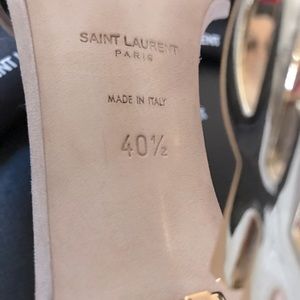 SAINT LAURENT
PARIS
MADE IN ITALY
40½